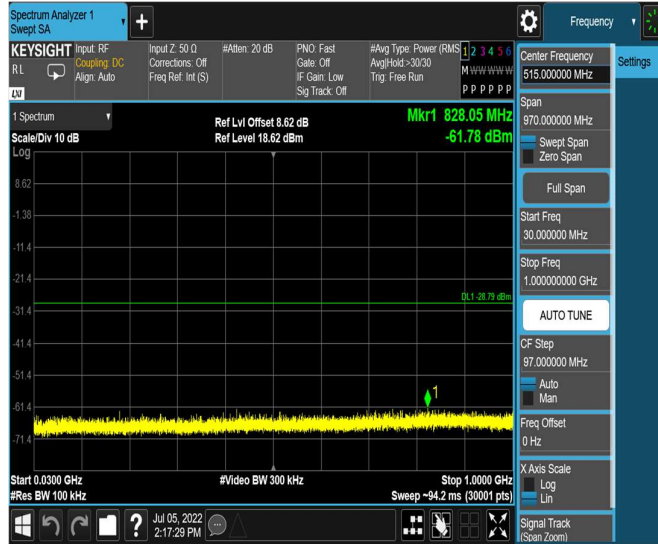 Spectrum Analyzer 1
Swept SA
+
Frequency
KEYSIGHT
RL
LXI
Input: RF
Coupling: DC
Align: Auto
Input Z: 50 Ω
Corrections: Off
Freq Ref: Int (S)
#Atten: 20 dB
PNO: Fast
Gate: Off
IF Gain: Low
Sig Track: Off
#Avg Type: Power (RMS
Avg|Hold:>30/30
Trig: Free Run
1 2 3 4 5 6
M W W W W W
P P P P P P
1 Spectrum
Scale/Div 10 dB
Log
Ref Lvl Offset 8.62 dB
Ref Level 18.62 dBm
Mkr1 828.05 MHz
-61.78 dBm
8.62
-1.38
-11.4
-21.4
-31.4
-41.4
-51.4
-61.4
-71.4
DL1 -28.79 dBm
1
Start 0.0300 GHz
#Res BW 100 kHz
#Video BW 300 kHz
Stop 1.0000 GHz
Sweep ~94.2 ms (30001 pts)
Jul 05, 2022
2:17:29 PM
?
Center Frequency
515.000000 MHz
Settings
Span
970.000000 MHz
Swept Span
Zero Span
Full Span
Start Freq
30.000000 MHz
Stop Freq
1.000000000 GHz
AUTO TUNE
CF Step
97.000000 MHz
Auto
Man
Freq Offset
0 Hz
X Axis Scale
Log
Lin
Signal Track
(Span Zoom)